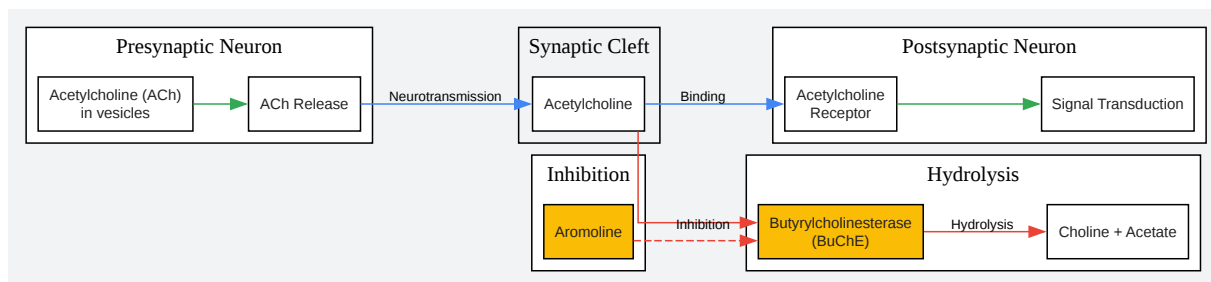 Presynaptic Neuron
Acetylcholine (ACh)
in vesicles
ACh Release
Neurotransmission
Synaptic Cleft
Acetylcholine
Binding
Postsynaptic Neuron
Acetylcholine
Receptor
Signal Transduction
Inhibition
Aromoline
Inhibition
Hydrolysis
Butyrylcholinesterase
(BuChE)
Hydrolysis
Choline + Acetate